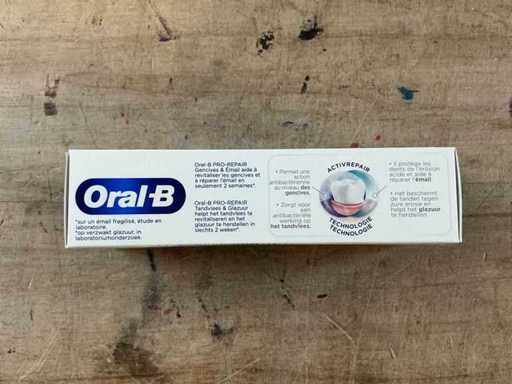 Oral-B
*sur un émail fragilisé, étude en
laboratoire.
*op verzwakt glazuur, in
laboratoriumonderzoek.
Oral-B PRO-REPAIR
Gencives & Émail aide à
revitaliser les gencives et
à réparer l'émail en
seulement 2 semaines*.
Oral-B PRO-REPAIR
Tandvlees & Glazuur
helpt het tandvlees te
revitaliseren en het
glazuur te herstellen in
slechts 2 weken*.
• Permet une
action
antibactérienne
au niveau des
gencives.
• Zorgt voor
een
antibacteriële
werking op
het tandvlees.
ACTIVREPAIR
TECHNOLOGIE
TECHNOLOGIE
• Il protège les
dents de l'érosion
acide et aide à
réparer l'émail.
• Het beschermt
de tanden tegen
zure erosie en
helpt het glazuur
te herstellen.